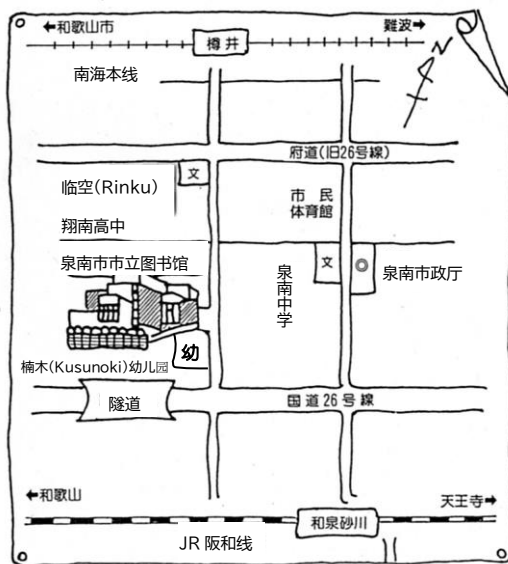 ←和歌山市
難波→
樽井
南海本线
N
府道(旧26号線)
文
临空(Rinku)
翔南高中
市民
体育館
泉南市市立图书馆
文
◎
泉南市政厅
泉南中学
幼
楠木(Kusunoki)幼儿园
隧道
国道26号線
←和歌山
天王寺→
和泉砂川
JR 阪和线